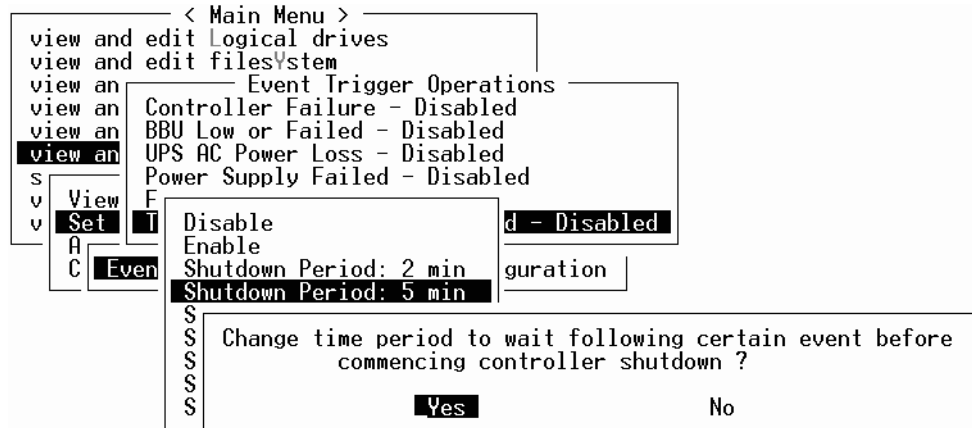 < Main Menu >
view and edit Logical drives
view and edit filesYstem
view an
Event Trigger Operations
view an
Controller Failure - Disabled
view an
BBU Low or Failed - Disabled
view an
UPS AC Power Loss - Disabled
s
Power Supply Failed - Disabled
v
View
F
v
Set
T
Disable
d - Disabled
A
Enable
C
Even
Shutdown Period: 2 min
guration
Shutdown Period: 5 min
S
S
Change time period to wait following certain event before
S
commencing controller shutdown ?
S
S
Yes
No